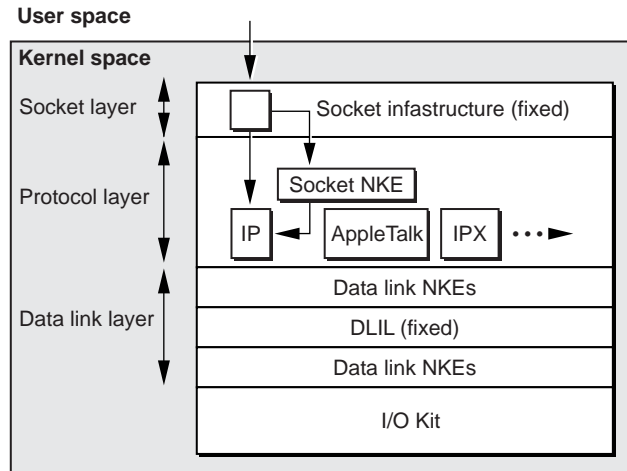 User space
Kernel space
Socket layer
Socket infastructure (fixed)
Protocol layer
Socket NKE
IP
AppleTalk
IPX
Data link layer
Data link NKEs
DLIL (fixed)
Data link NKEs
I/O Kit